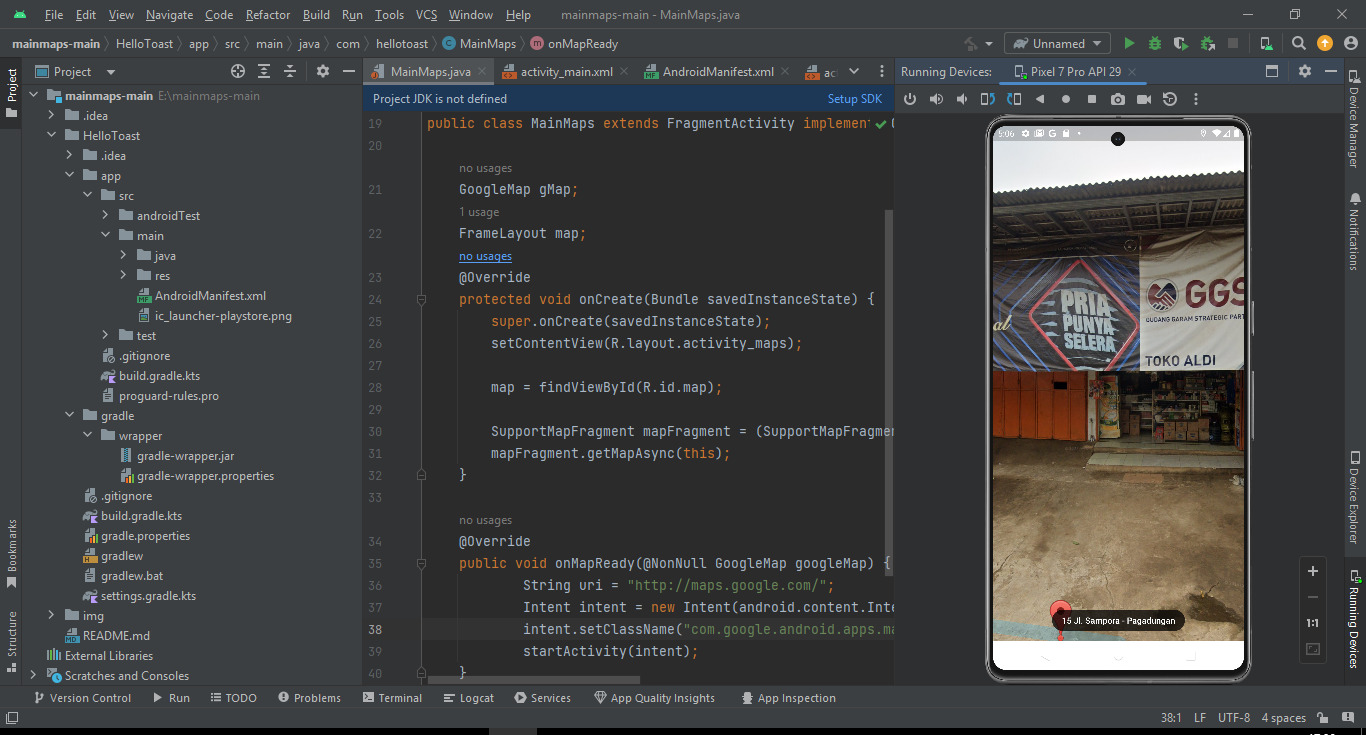 File Edit View Navigate Code Refactor Build Run Tools VCS Window Help mainmaps-main - MainMaps.java
mainmaps-main HelloToast app src main java com hellotoast MainMaps onMapReady Unnamed
Project
MainMaps.java activity_main.xml AndroidManifest.xml
Running Devices: Pixel 7 Pro API 29
Project JDK is not defined Setup SDK
mainmaps-main E:\mainmaps-main
.idea
HelloToast
.idea
app
src
androidTest
main
java
res
AndroidManifest.xml
ic_launcher-playstore.png
test
.gitignore
build.gradle.kts
proguard-rules.pro
gradle
wrapper
gradle-wrapper.jar
gradle-wrapper.properties
.gitignore
build.gradle.kts
gradle.properties
gradlew
gradlew.bat
settings.gradle.kts
img
README.md
External Libraries
Scratches and Consoles
19 public class MainMaps extends FragmentActivity implement
20
no usages
21 GoogleMap gMap;
1 usage
22 FrameLayout map;
no usages
23 @Override
24 protected void onCreate(Bundle savedInstanceState) {
25 super.onCreate(savedInstanceState);
26 setContentView(R.layout.activity_maps);
27
28 map = findViewById(R.id.map);
29
30 SupportMapFragment mapFragment = (SupportMapFragmen
31 mapFragment.getMapAsync(this);
32 }
33
no usages
34 @Override
35 public void onMapReady(@NonNull GoogleMap googleMap) {
36 String uri = "http://maps.google.com/";
37 Intent intent = new Intent(android.content.Inte
38 intent.setClassName("com.google.android.apps.ma
39 startActivity(intent);
40 }
5:06
al
PRIA
PUNYA
SELERA
GGS
GUDANG GARAM STRATEGIC PART
TOKO ALDI
15 Jl. Sampora - Pagadungan
1:1
Project
Bookmarks
Structure
Device Manager
Notifications
Device Explorer
Running Devices
Version Control Run TODO Problems Terminal Logcat Services App Quality Insights App Inspection
38:1 LF UTF-8 4 spaces